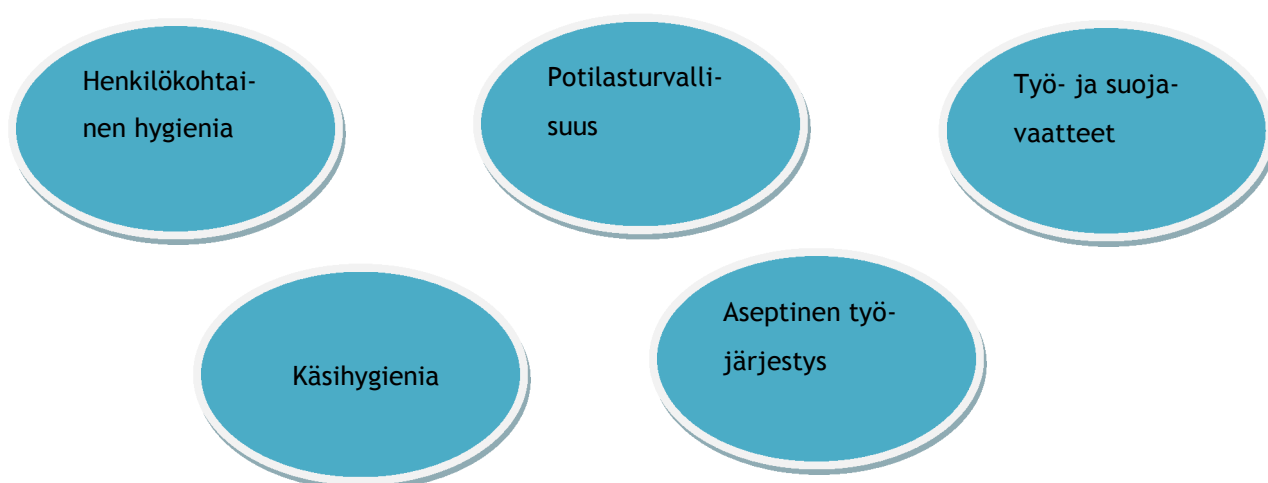 Henkilökohtai-
nen hygienia
Potilasturvalli-
suus
Työ- ja suoja-
vaatteet
Käsihygienia
Aseptinen työ-
järjestys